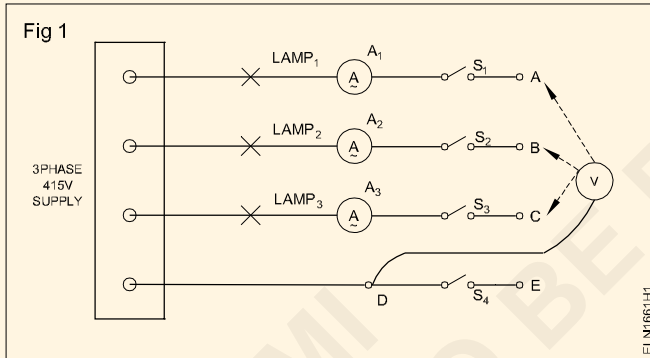 Fig 1
LAMP1
A1
A
~
S1
A
LAMP2
A2
A
~
S2
B
3PHASE
415V
SUPPLY
V
LAMP3
A3
A
~
S3
C
D
S4
E
ELN1661H1